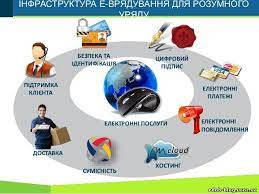 ІНФРАСТРУКТУРА Е-ВРЯДУВАННЯ ДЛЯ РОЗУМНОГО
УРЯДУ
БЕЗПЕКА ТА
ІДЕНТИФІКАЦІЯ
ЦИФРОВИЙ
ПІДПИС
ПІДТРИМКА
КЛІЄНТА
ЕЛЕКТРОННІ
ПЛАТЕЖІ
ЕЛЕКТРОННІ ПОСЛУГИ
ЕЛЕКТРОННІ
ПОВІДОМЛЕННЯ
ДОСТАВКА
cloud
ХОСТИНГ
СУМІСНІСТЬ